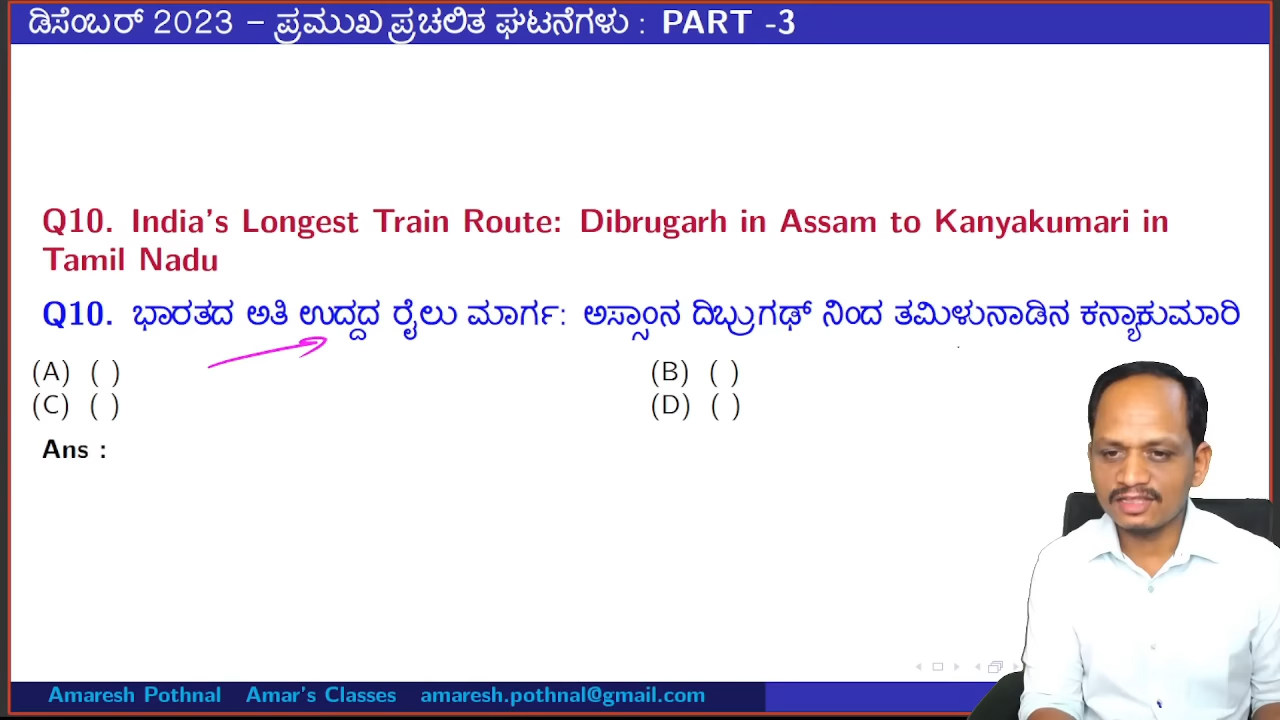 ಡಿಸೆಂಬರ್ 2023 – ಪ್ರಮುಖ ಪ್ರಚಲಿತ ಘಟನೆಗಳು : PART -3
Q10. India's Longest Train Route: Dibrugarh in Assam to Kanyakumari in
Tamil Nadu
Q10. ಭಾರತದ ಅತಿ ಉದ್ದದ ರೈಲು ಮಾರ್ಗ: ಅಸ್ಸಾಂನ ದಿಬ್ರುಗಢ್ ನಿಂದ ತಮಿಳುನಾಡಿನ ಕನ್ಯಾಕುಮಾರಿ
(A) ( ) (B) ( )
(C) ( ) (D) ( )
Ans :
Amaresh Pothnal Amar's Classes amaresh.pothnal@gmail.com